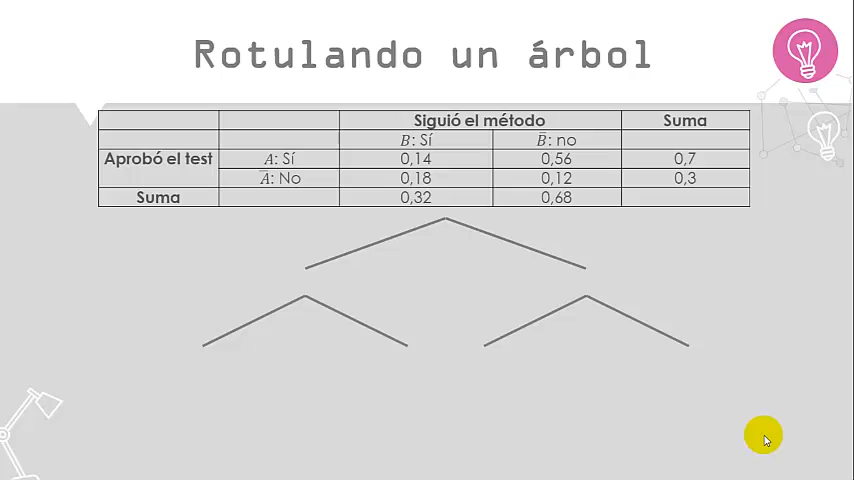 Rotulando un árbol
Siguió el método Suma
B: Sí B̅: no
Aprobó el test A: Sí 0,14 0,56 0,7
A̅: No 0,18 0,12 0,3
Suma 0,32 0,68